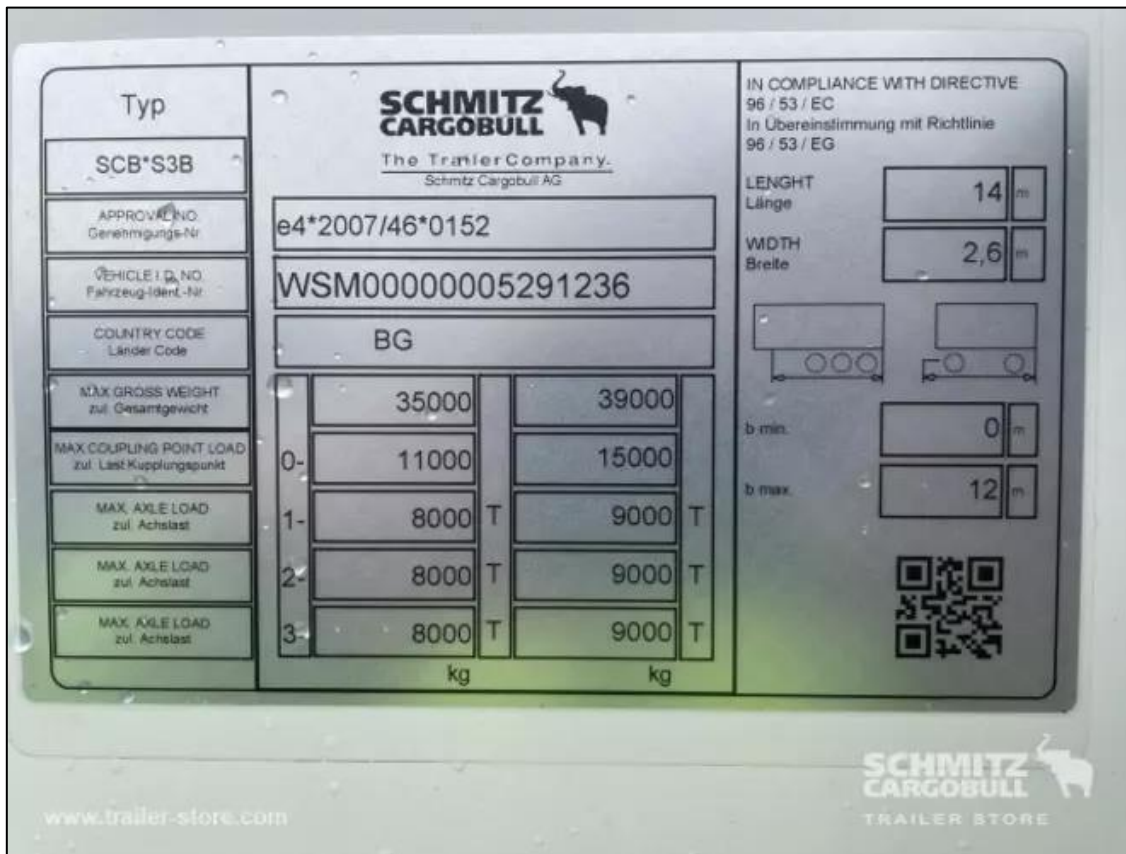 Typ
SCB*S3B
APPROVAL NO.
Genehmigungs-Nr
VEHICLE I.D. NO.
Fahrzeug-Ident.-Nr.
COUNTRY CODE
Länder Code
MAX GROSS WEIGHT
zul. Gesamtgewicht
MAX COUPLING POINT LOAD
zul. Last Kupplungspunkt
MAX. AXLE LOAD
zul. Achslast
MAX. AXLE LOAD
zul. Achslast
MAX. AXLE LOAD
zul. Achslast
SCHMITZ
CARGOBULL
The Trailer Company.
Schmitz Cargobull AG
e4*2007/46*0152
WSM00000005291236
BG
35000 39000
0- 11000 15000
1- 8000 T 9000 T
2- 8000 T 9000 T
3- 8000 T 9000 T
kg kg
IN COMPLIANCE WITH DIRECTIVE
96 / 53 / EC
In Übereinstimmung mit Richtlinie
96 / 53 / EG
LENGHT
Länge
14 m
WIDTH
Breite
2,6 m
b min. 0 m
b max. 12 m
www.trailer-store.com
SCHMITZ
CARGOBULL
TRAILER STORE